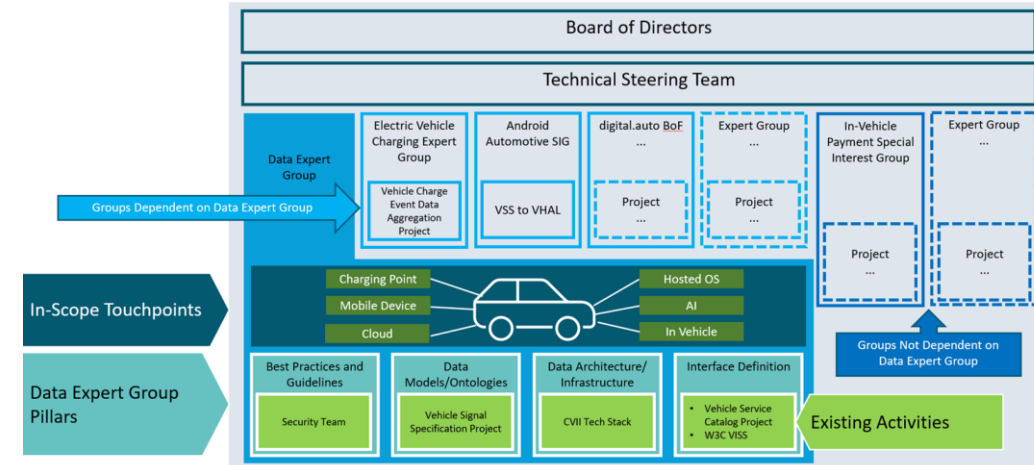 Board of Directors
Technical Steering Team
Data Expert
Group
Electric Vehicle
Charging Expert
Group
Vehicle Charge
Event Data
Aggregation
Project
Android
Automotive SIG
VSS to VHAL
digital.auto BoF
...
Project
...
Expert Group
...
Project
...
In-Vehicle
Payment Special
Interest Group
Project
...
Expert Group
...
Project
...
Groups Dependent on Data Expert Group
In-Scope Touchpoints
Charging Point
Mobile Device
Cloud
Hosted OS
AI
In Vehicle
Groups Not Dependent on
Data Expert Group
Data Expert Group
Pillars
Best Practices and
Guidelines
Security Team
Data
Models/Ontologies
Vehicle Signal
Specification Project
Data Architecture/
Infrastructure
CVII Tech Stack
Interface Definition
• Vehicle Service
Catalog Project
• W3C VISS
Existing Activities